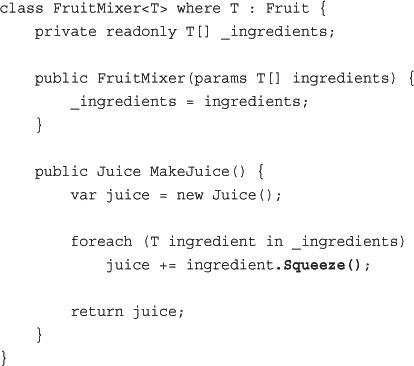 class FruitMixer<T> where T : Fruit {
    private readonly T[] _ingredients;

    public FruitMixer(params T[] ingredients) {
        _ingredients = ingredients;
    }

    public Juice MakeJuice() {
        var juice = new Juice();

        foreach (T ingredient in _ingredients)
            juice += ingredient.Squeeze();

        return juice;
    }
}